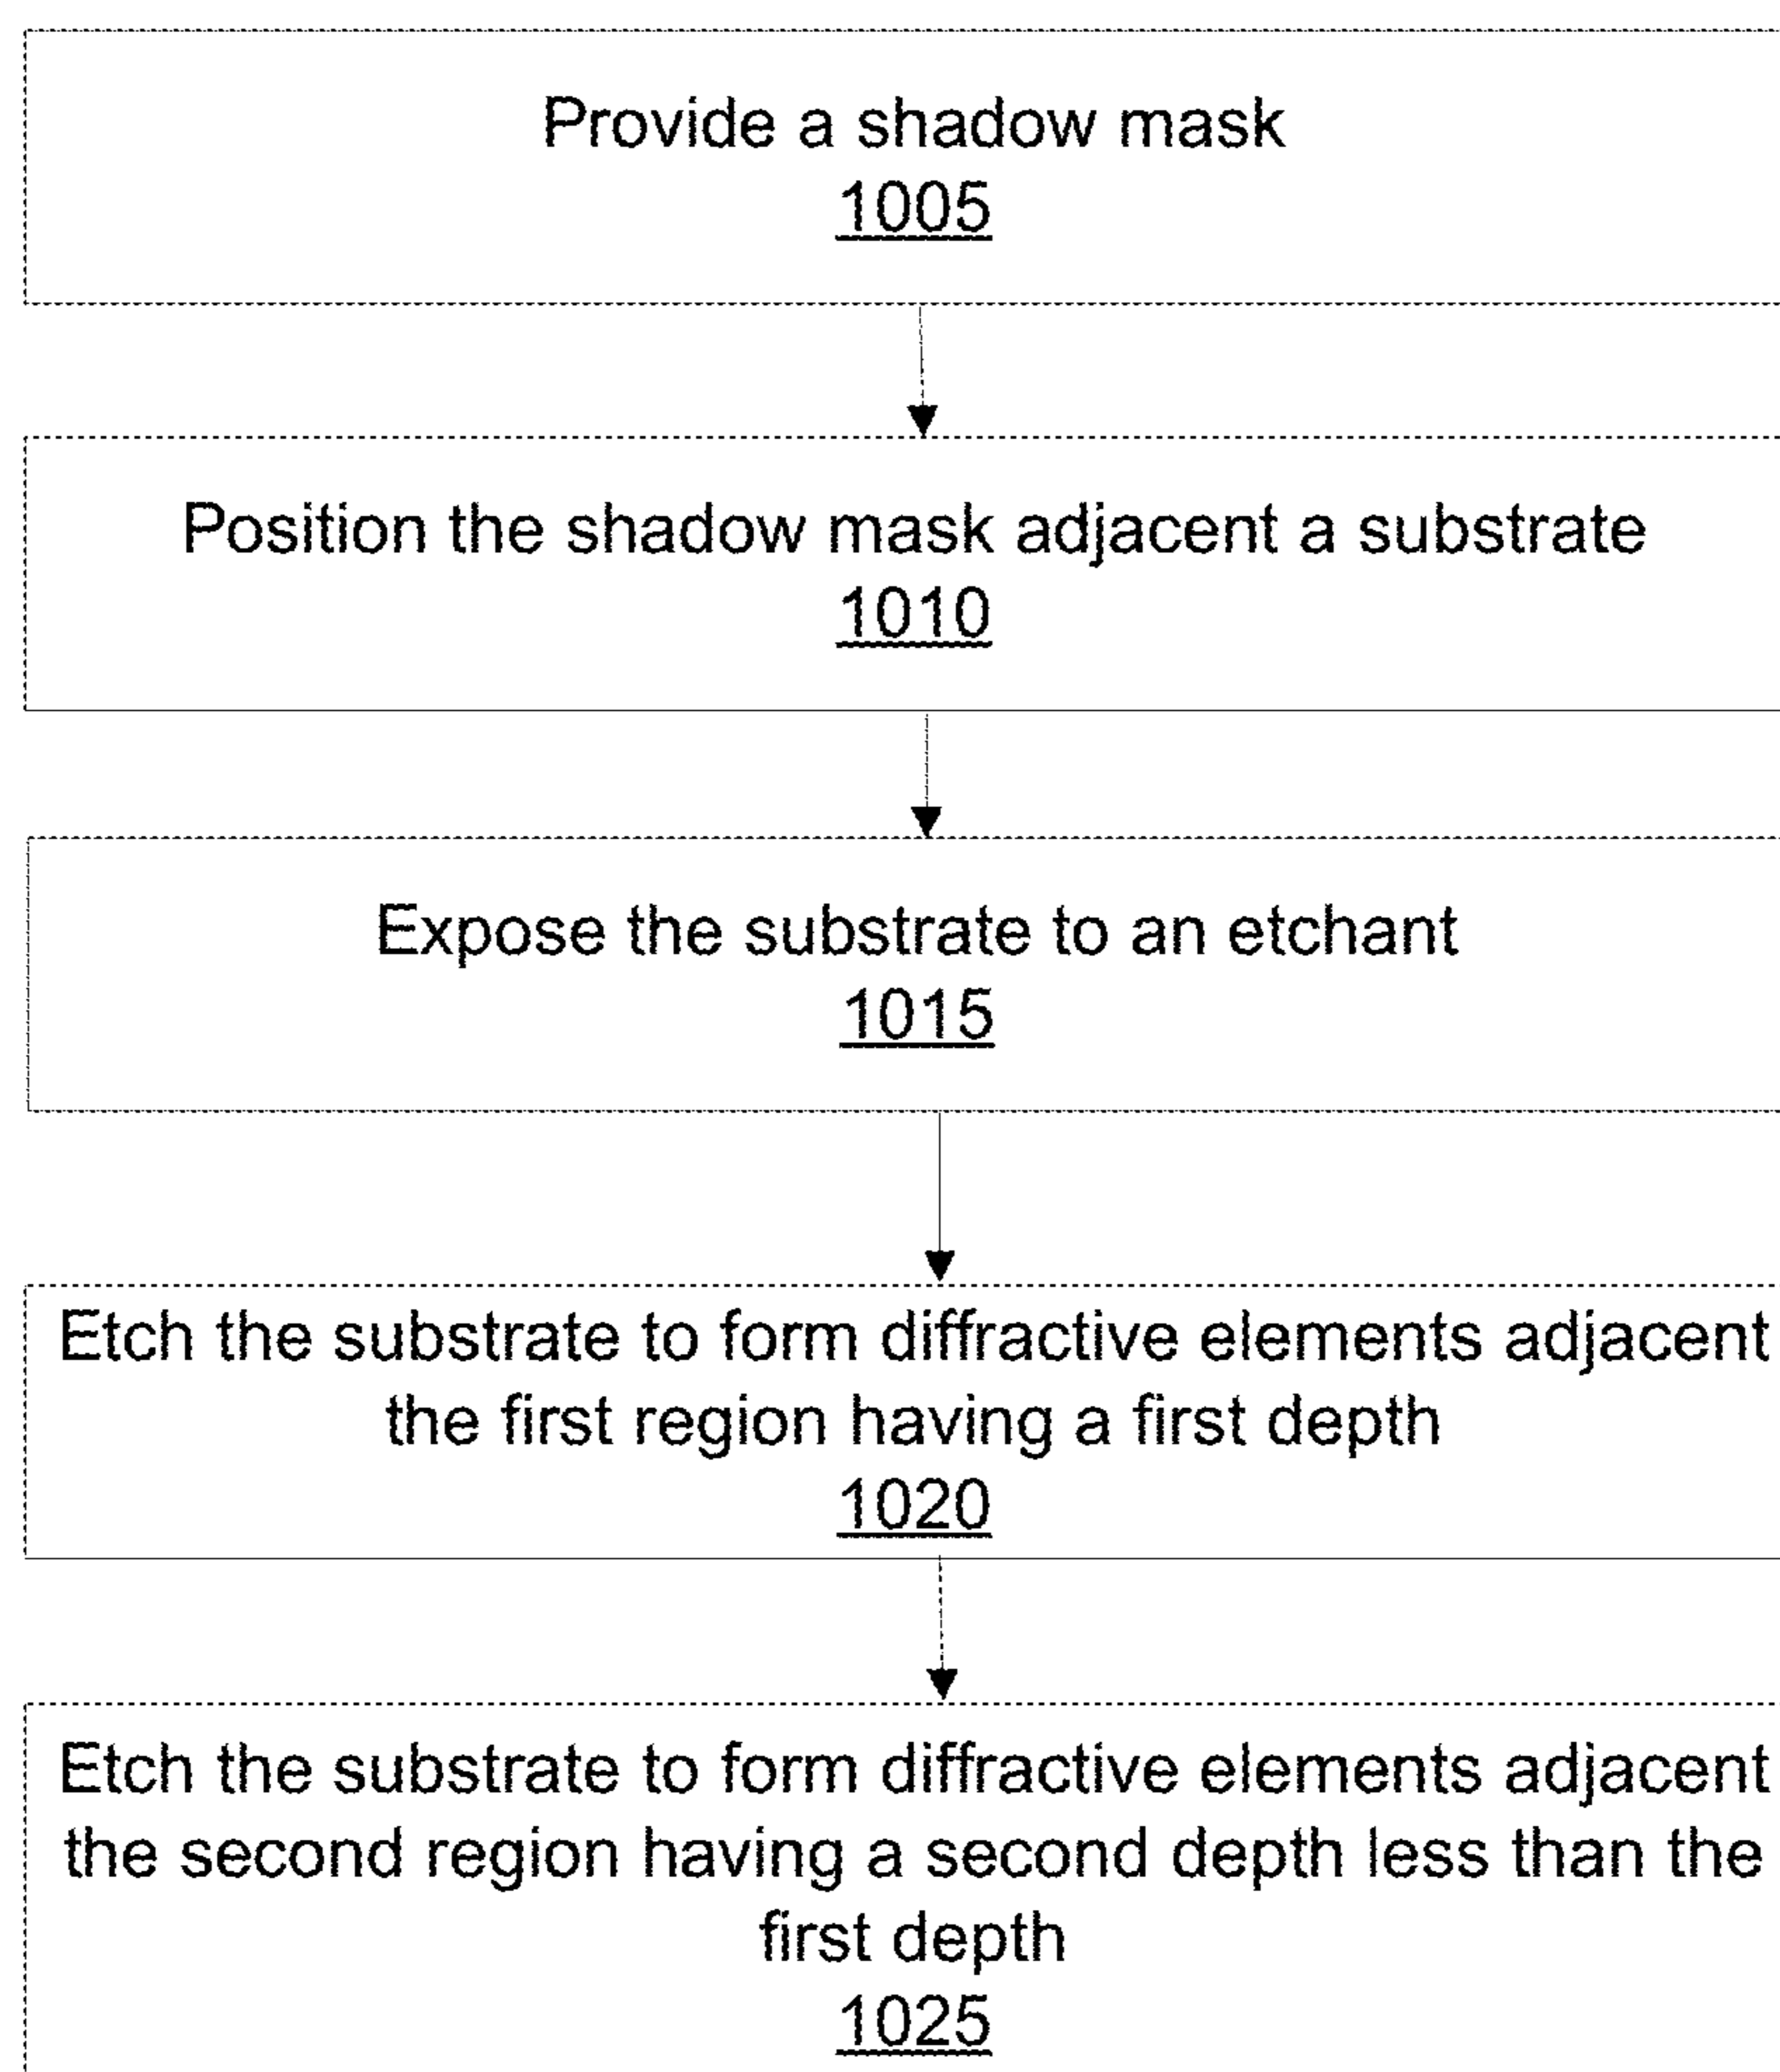 Provide a shadow mask
1005
Position the shadow mask adjacent a substrate
1010
Expose the substrate to an etchant
1015
Etch the substrate to form diffractive elements adjacent
the first region having a first depth
1020
Etch the substrate to form diffractive elements adjacent
the second region having a second depth less than the
first depth
1025